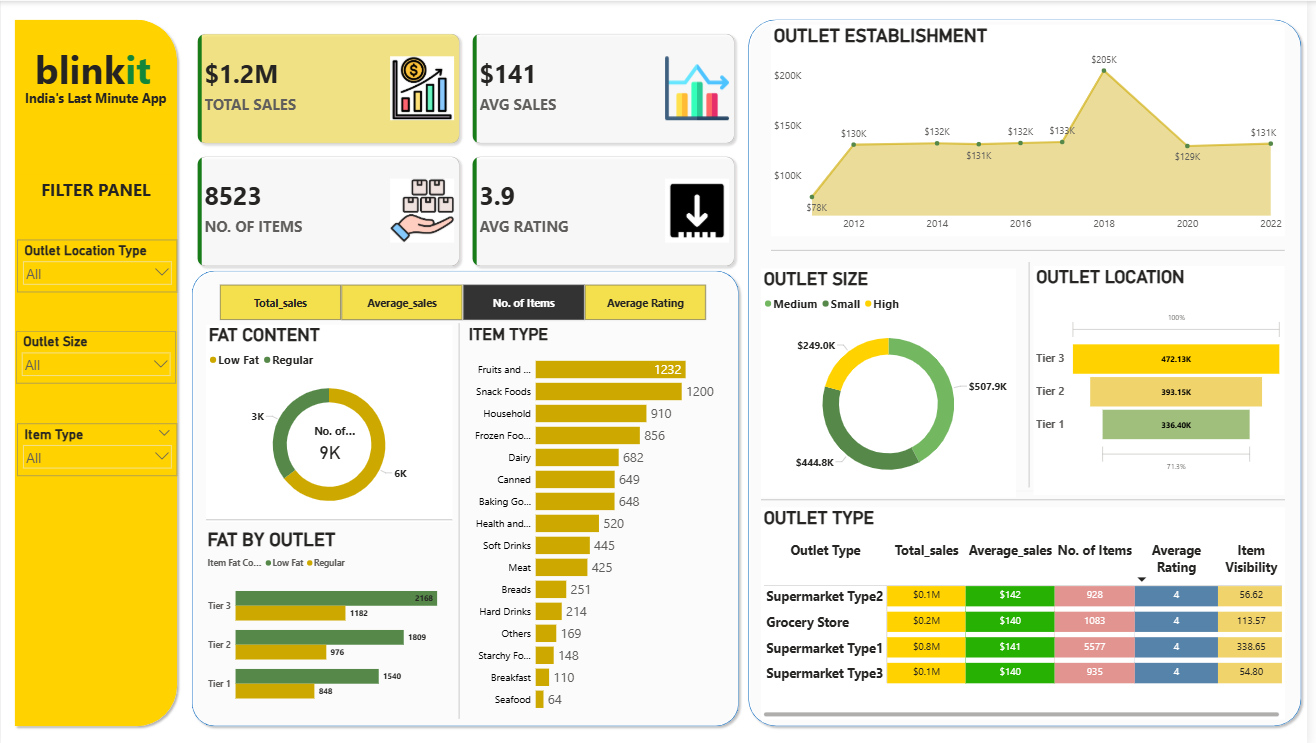 blinkit
India's Last Minute App
FILTER PANEL
Outlet Location Type
All
Outlet Size
All
Item Type
All
$1.2M
TOTAL SALES
$141
AVG SALES
8523
NO. OF ITEMS
3.9
AVG RATING
Total_sales
Average_sales
No. of Items
Average Rating
FAT CONTENT
Low Fat Regular
3K
No. of...
9K
6K
FAT BY OUTLET
Item Fat Co... Low Fat Regular
Tier 3 2168
1182
Tier 2 1809
976
Tier 1 1540
848
ITEM TYPE
Fruits and ... 1232
Snack Foods 1200
Household 910
Frozen Foo... 856
Dairy 682
Canned 649
Baking Go... 648
Health and... 520
Soft Drinks 445
Meat 425
Breads 251
Hard Drinks 214
Others 169
Starchy Fo... 148
Breakfast 110
Seafood 64
OUTLET ESTABLISHMENT
$200K
$150K
$100K
$78K
$130K
$132K
$131K
$132K
$133K
$205K
$129K
$131K
2012 2014 2016 2018 2020 2022
OUTLET SIZE
Medium Small High
$249.0K
$507.9K
$444.8K
OUTLET LOCATION
100%
Tier 3 472.13K
Tier 2 393.15K
Tier 1 336.40K
71.3%
OUTLET TYPE
Outlet Type Total_sales Average_sales No. of Items Average Rating Item Visibility
Supermarket Type2 $0.1M $142 928 4 56.62
Grocery Store $0.2M $140 1083 4 113.57
Supermarket Type1 $0.8M $141 5577 4 338.65
Supermarket Type3 $0.1M $140 935 4 54.80